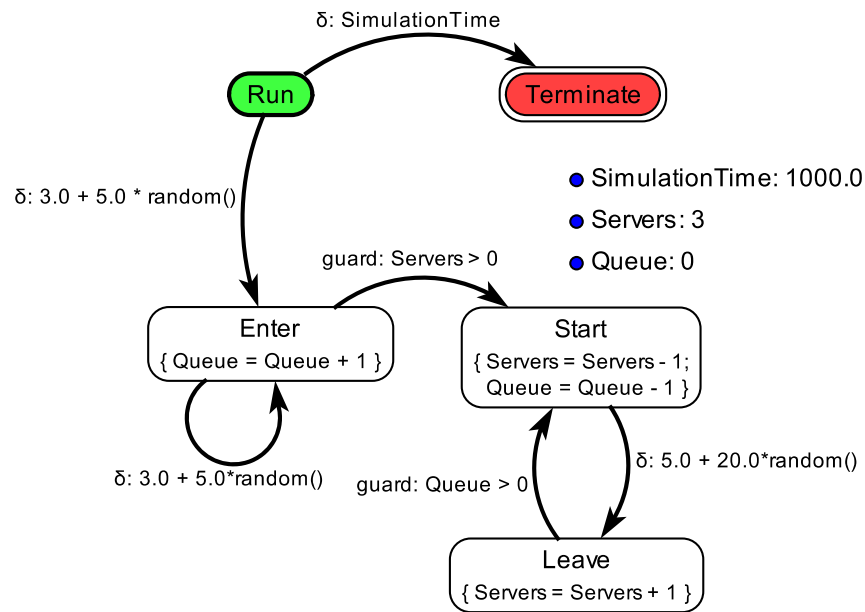 δ: SimulationTime
Run
Terminate
δ: 3.0 + 5.0 * random()
SimulationTime: 1000.0
Servers: 3
Queue: 0
guard: Servers > 0
Enter
{ Queue = Queue + 1 }
Start
{ Servers = Servers - 1;
Queue = Queue - 1 }
δ: 3.0 + 5.0*random()
guard: Queue > 0
δ: 5.0 + 20.0*random()
Leave
{ Servers = Servers + 1 }